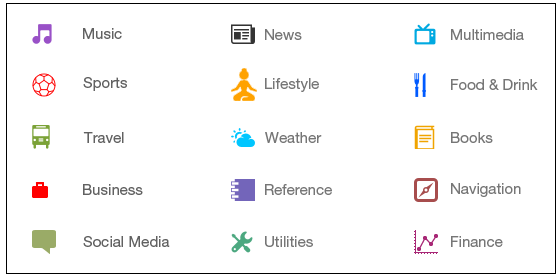 Music
News
Multimedia
Sports
Lifestyle
Food & Drink
Travel
Weather
Books
Business
Reference
Navigation
Social Media
Utilities
Finance